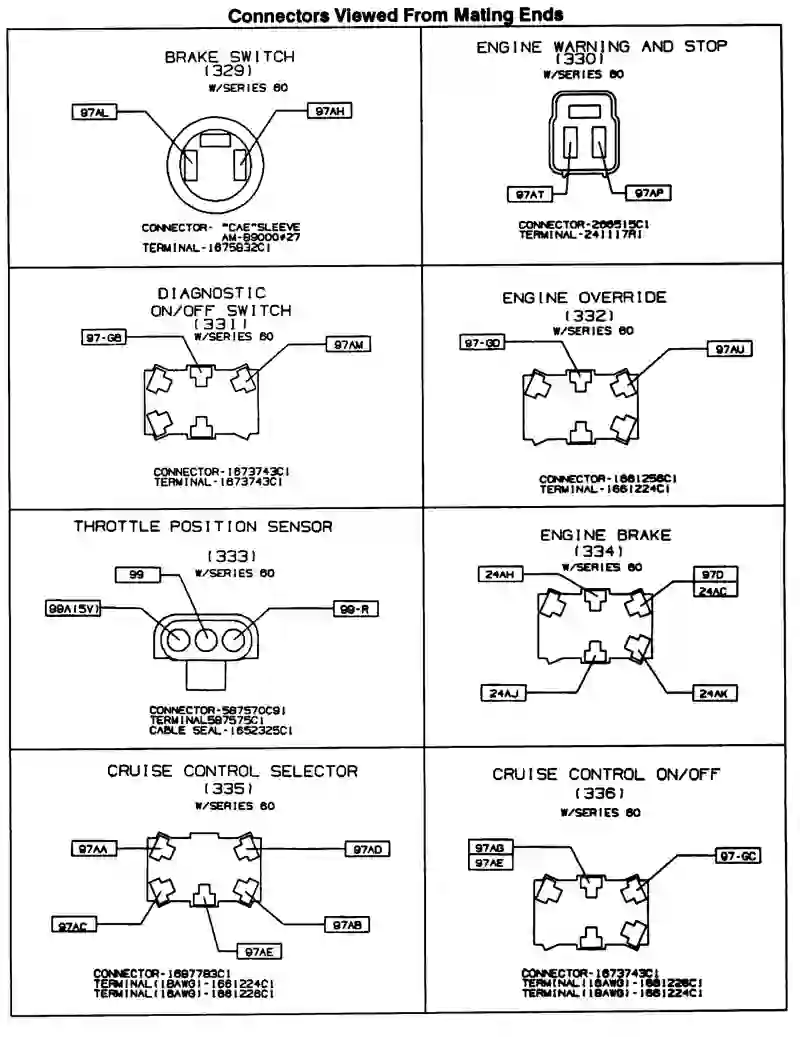 Connectors Viewed From Mating Ends
BRAKE SWITCH
(329)
W/SERIES 60
97AL
97AH
CONNECTOR- "CAE"SLEEVE
AM-89000#27
TERMINAL-1675832C1
ENGINE WARNING AND STOP
(330)
W/SERIES 60
97AT
97AP
CONNECTOR-266515C1
TERMINAL-241117R1
DIAGNOSTIC
ON/OFF SWITCH
(331)
W/SERIES 60
97-GB
97AM
CONNECTOR-1673743C1
TERMINAL-1673743C1
ENGINE OVERRIDE
(332)
W/SERIES 60
97-GD
97AU
CONNECTOR-1661256C1
TERMINAL-1661224C1
THROTTLE POSITION SENSOR
(333)
W/SERIES 60
99
99A(5V)
99-R
CONNECTOR-587570C91
TERMINAL587575C1
CABLE SEAL-1652325C1
ENGINE BRAKE
(334)
W/SERIES 60
24AH
97D
24AC
24AJ
24AK
CRUISE CONTROL SELECTOR
(335)
W/SERIES 60
97AA
97AD
97AC
97AB
97AE
CONNECTOR-1697783C1
TERMINAL(18AWG)-1661224C1
TERMINAL(16AWG)-1661226C1
CRUISE CONTROL ON/OFF
(336)
W/SERIES 60
97AG
97AE
97-GC
CONNECTOR-1673743C1
TERMINAL(16AWG)-1661226C1
TERMINAL(18AWG)-1661224C1